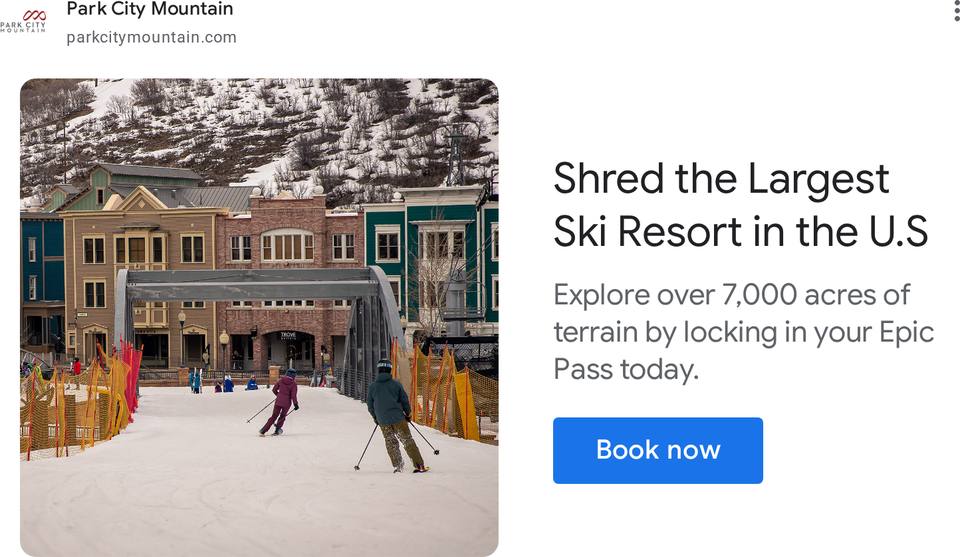 Park City Mountain
PARK CITY
MOUNTAIN
parkcitymountain.com
Shred the Largest
Ski Resort in the U.S
Explore over 7,000 acres of
terrain by locking in your Epic
Pass today.
Book now
TROVE